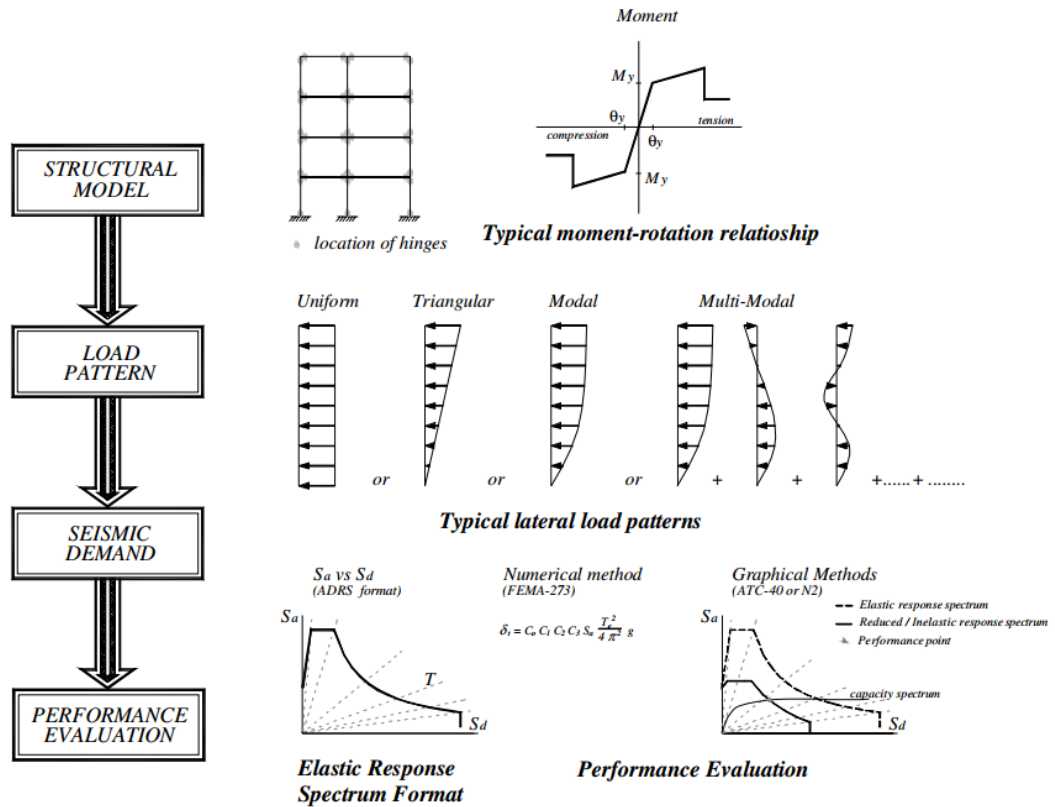 STRUCTURAL
MODEL
LOAD
PATTERN
SEISMIC
DEMAND
PERFORMANCE
EVALUATION
location of hinges
Moment
My
θy
tension
compression
θy
My
Typical moment-rotation relatioship
Uniform
Triangular
Modal
Multi-Modal
or
or
or
+
+
+......+ ........
Typical lateral load patterns
Sa vs Sd
(ADRS format)
Sa
T
Sd
Elastic Response
Spectrum Format
Numerical method
(FEMA-273)
δt = Co C1 C2 C3 Sa Te² / 4 π² g
Graphical Methods
(ATC-40 or N2)
Elastic response spectrum
Reduced / Inelastic response spectrum
Performance point
Sa
capacity spectrum
Sd
Performance Evaluation